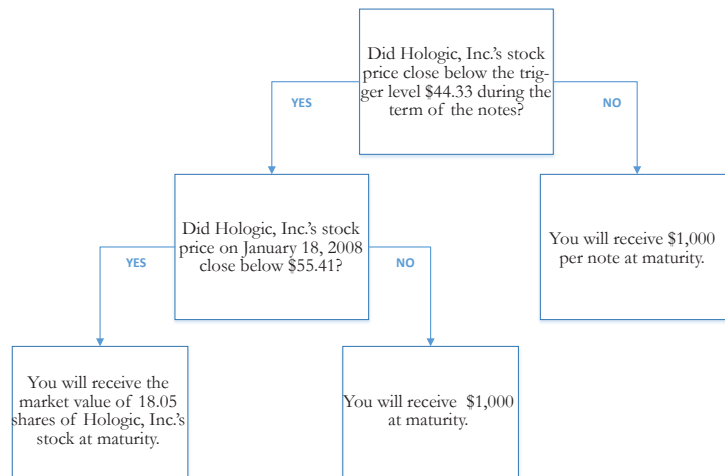 Did Hologic, Inc.'s stock
price close below the trig-
ger level $44.33 during the
term of the notes?
YES
NO
Did Hologic, Inc.'s stock
price on January 18, 2008
close below $55.41?
You will receive $1,000
per note at maturity.
YES
NO
You will receive the
market value of 18.05
shares of Hologic, Inc.'s
stock at maturity.
You will receive $1,000
at maturity.